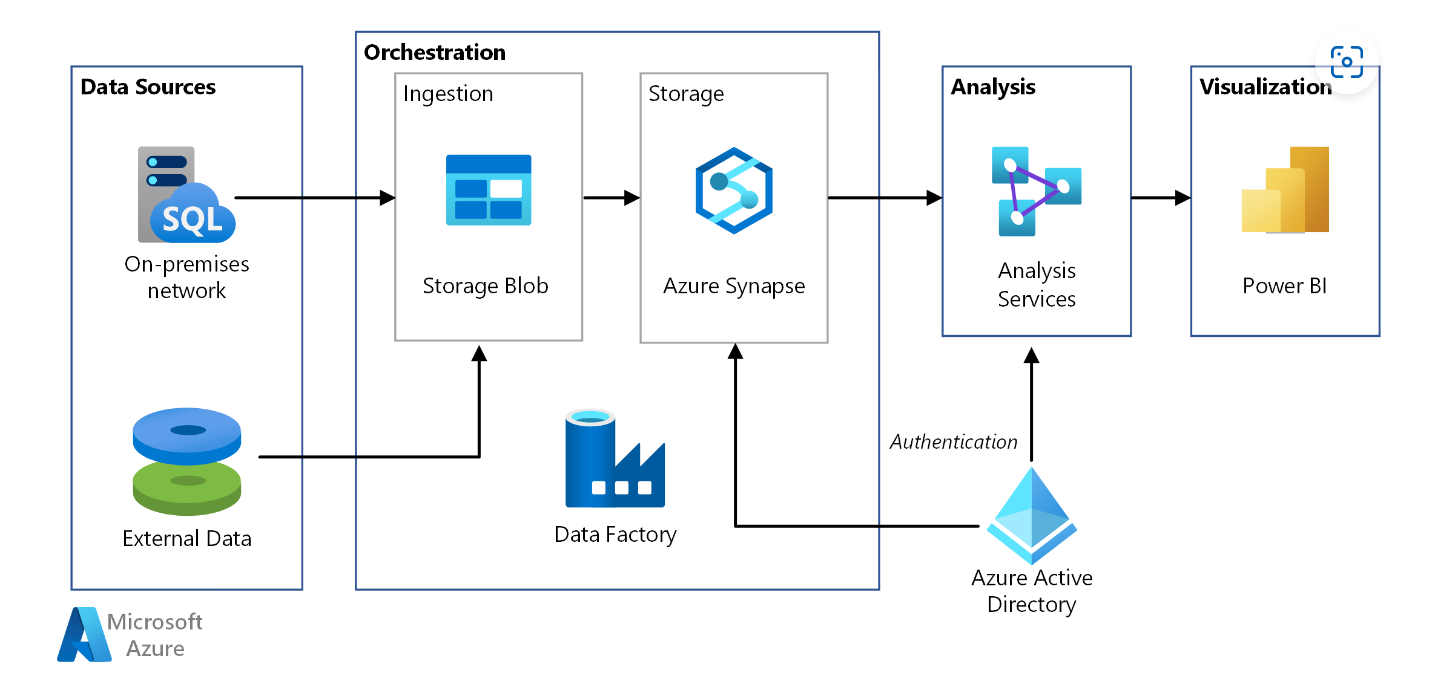 Orchestration
Data Sources
Ingestion
Storage
Analysis
Visualization
SQL
On-premises
network
Storage Blob
Azure Synapse
Analysis
Services
Power BI
Authentication
External Data
Data Factory
Azure Active
Directory
Microsoft
Azure